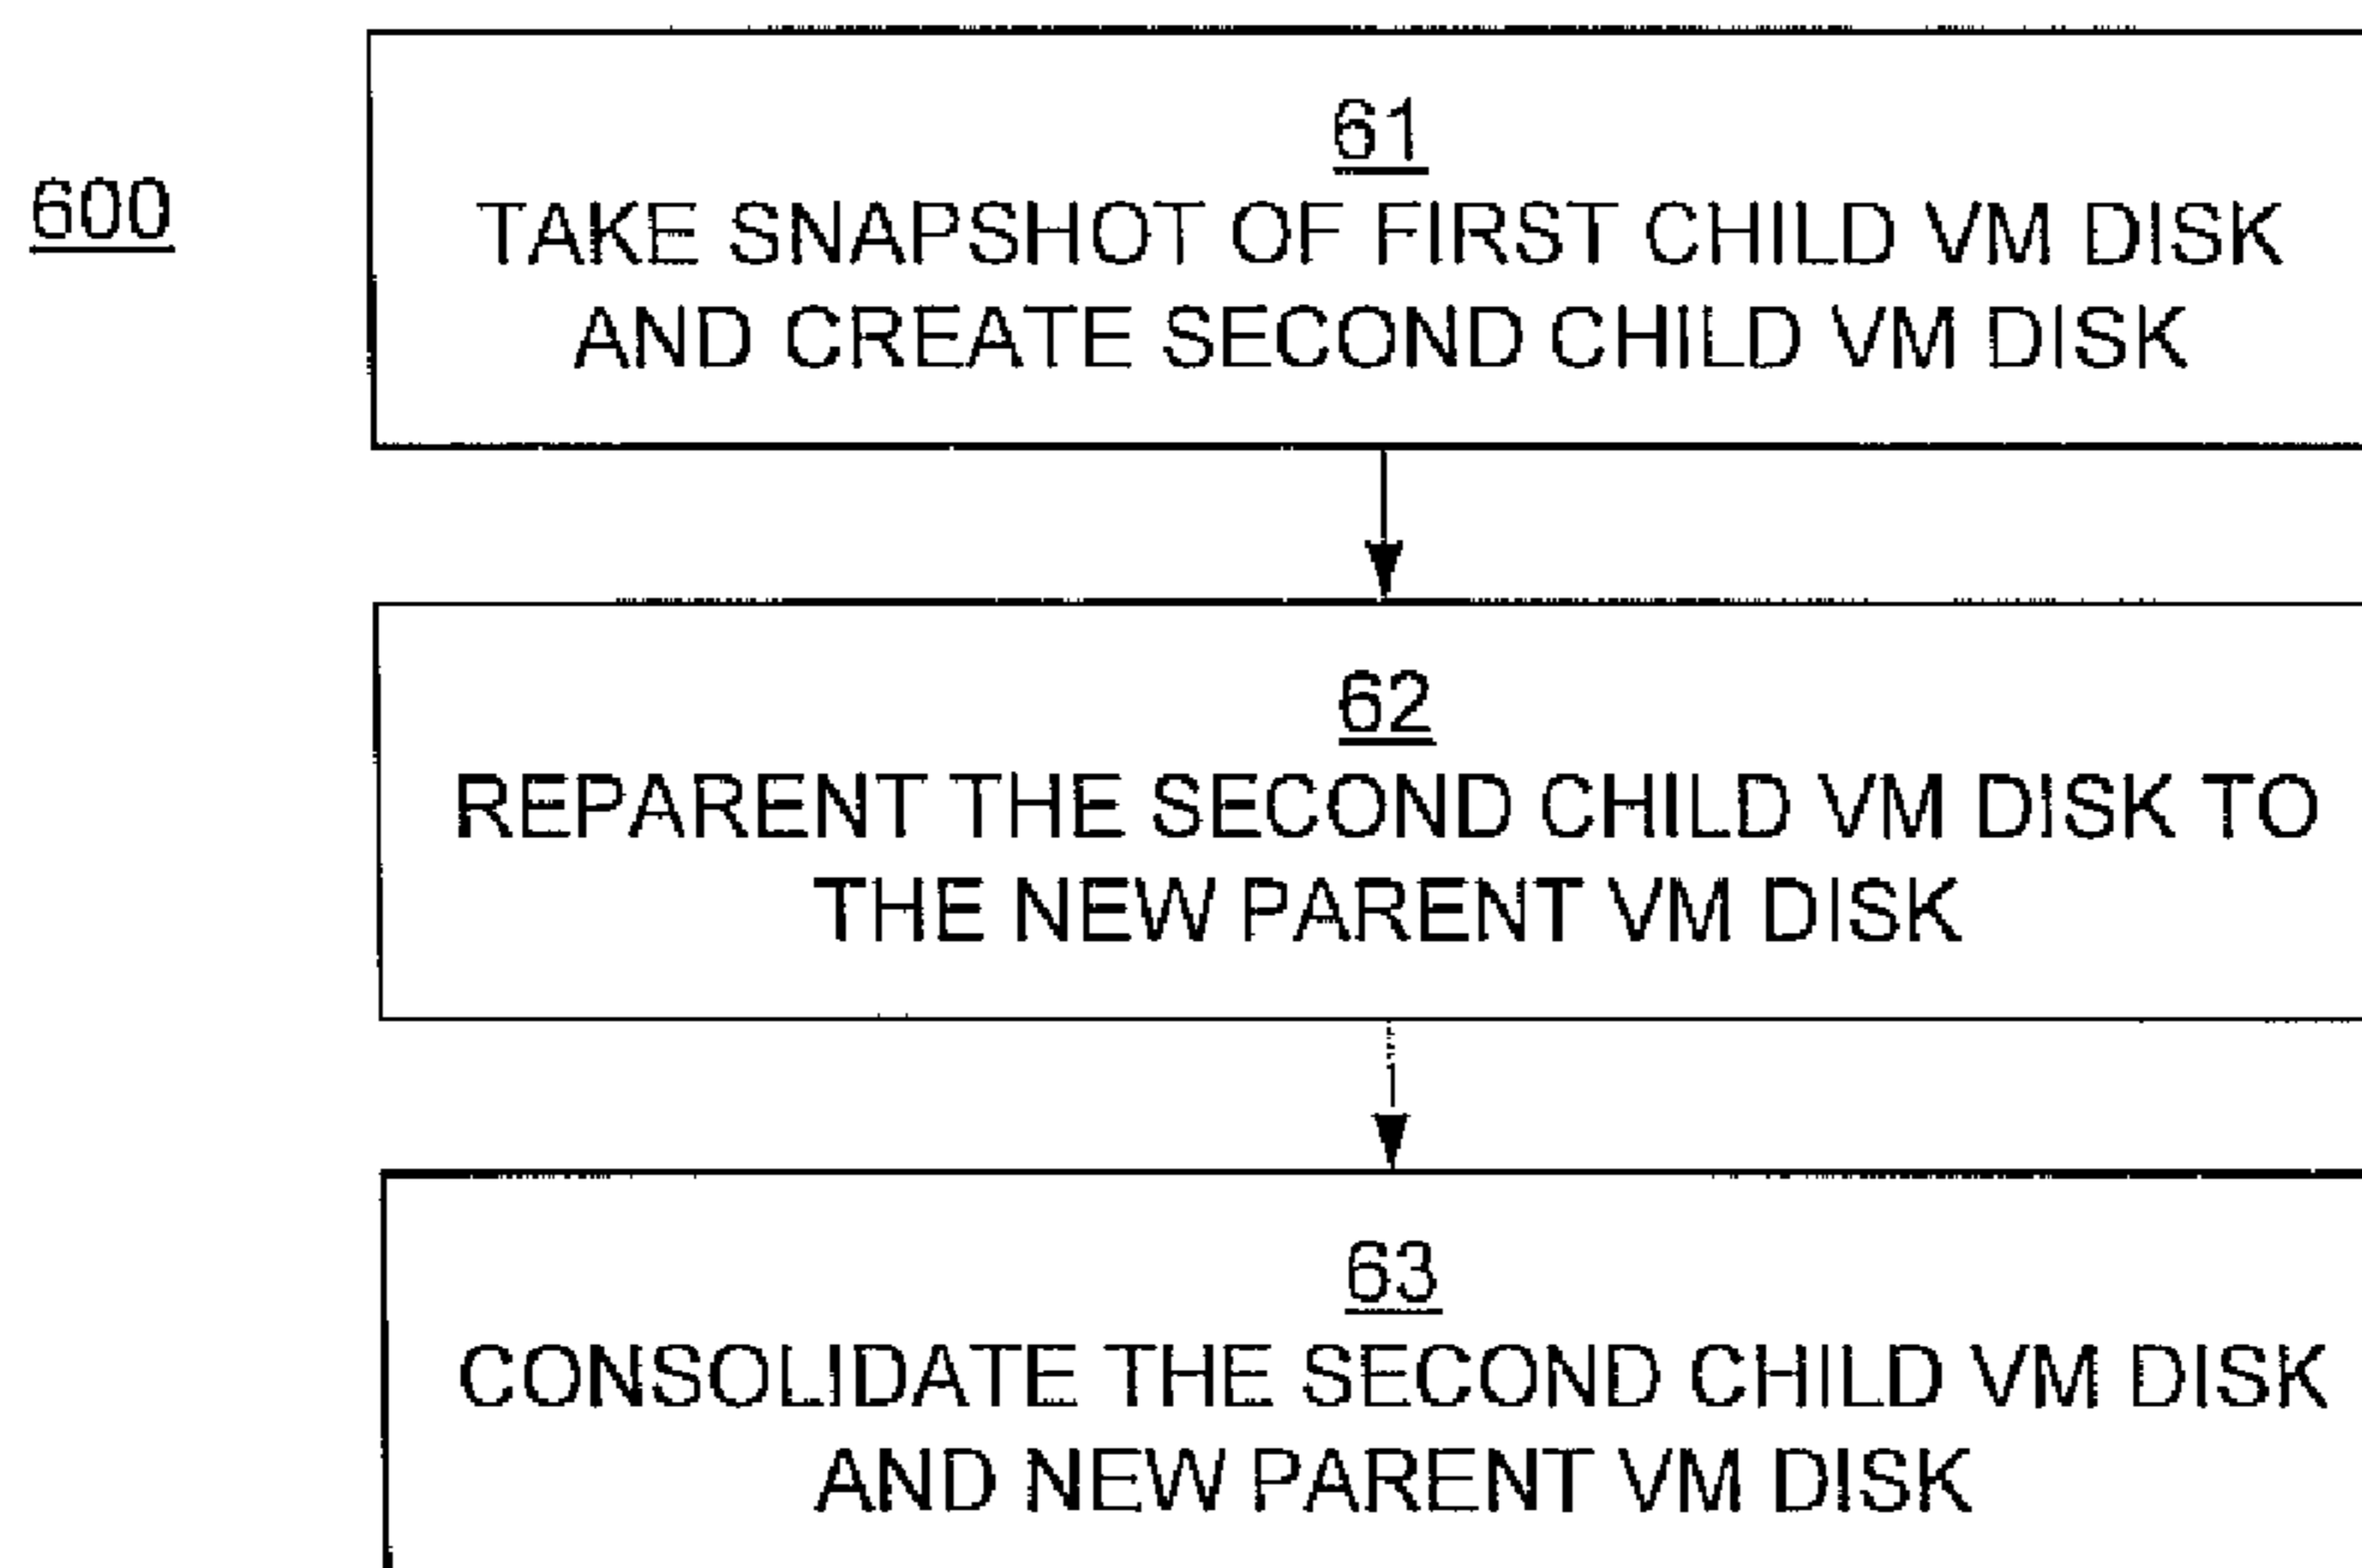 600
61
TAKE SNAPSHOT OF FIRST CHILD VM DISK
AND CREATE SECOND CHILD VM DISK
62
REPARENT THE SECOND CHILD VM DISK TO
THE NEW PARENT VM DISK
63
CONSOLIDATE THE SECOND CHILD VM DISK
AND NEW PARENT VM DISK